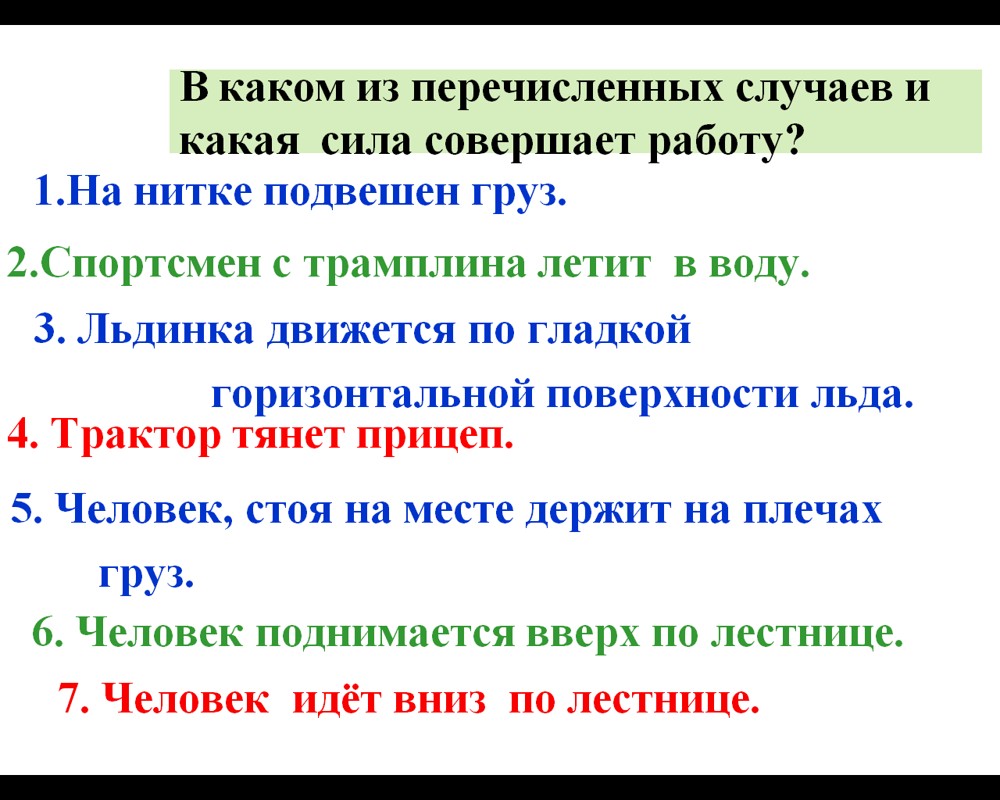 В каком из перечисленных случаев и
какая сила совершает работу?
1.На нитке подвешен груз.
2.Спортсмен с трамплина летит в воду.
3. Льдинка движется по гладкой
горизонтальной поверхности льда.
4. Трактор тянет прицеп.
5. Человек, стоя на месте держит на плечах
груз.
6. Человек поднимается вверх по лестнице.
7. Человек идёт вниз по лестнице.